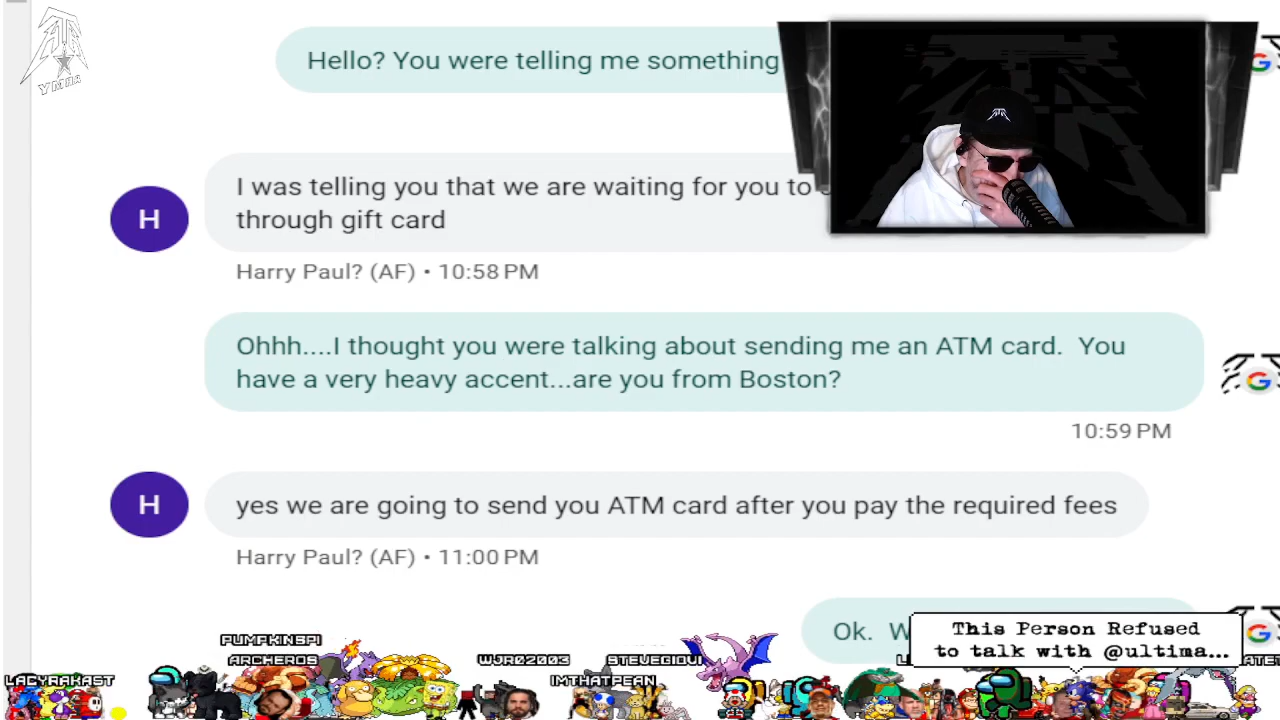 Hello? You were telling me something
I was telling you that we are waiting for you to
through gift card
H
Harry Paul? (AF) • 10:58 PM
Ohhh....I thought you were talking about sending me an ATM card. You
have a very heavy accent...are you from Boston?
10:59 PM
H
yes we are going to send you ATM card after you pay the required fees
Harry Paul? (AF) • 11:00 PM
Ok. W
This Person Refused
to talk with @ultima...
PUMPKINSPI
ARCHEROS
WJR02003
STEVEGIOVI
LACYRAKAST
IMTHATPEAN